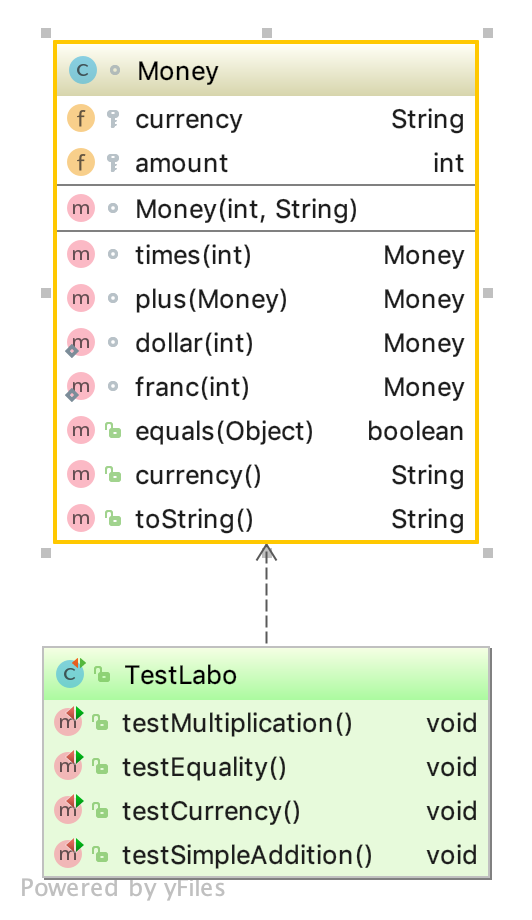 C Money
f currency String
f amount int
m Money(int, String)
m times(int) Money
m plus(Money) Money
m dollar(int) Money
m franc(int) Money
m equals(Object) boolean
m currency() String
m toString() String
C TestLabo
m testMultiplication() void
m testEquality() void
m testCurrency() void
m testSimpleAddition() void
Powered by yFiles